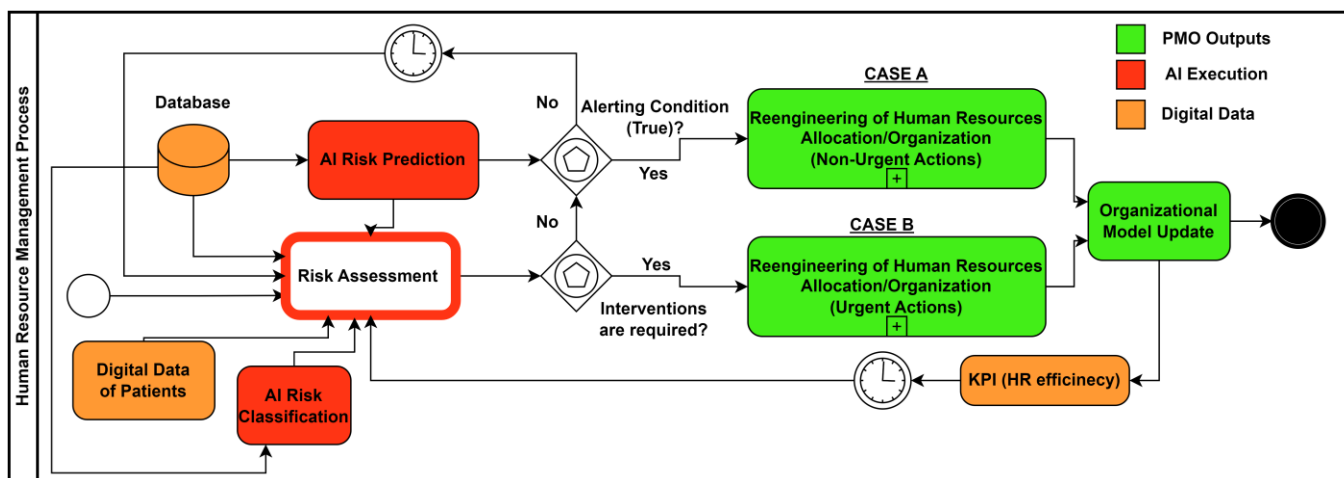 Human Resource Management Process
Database
AI Risk Prediction
No
Alerting Condition
(True)?
Yes
CASE A
Reengineering of Human Resources
Allocation/Organization
(Non-Urgent Actions)
+
PMO Outputs
AI Execution
Digital Data
Risk Assessment
No
Yes
Interventions
are required?
CASE B
Reengineering of Human Resources
Allocation/Organization
(Urgent Actions)
+
Organizational
Model Update
Digital Data
of Patients
AI Risk
Classification
KPI (HR efficinecy)